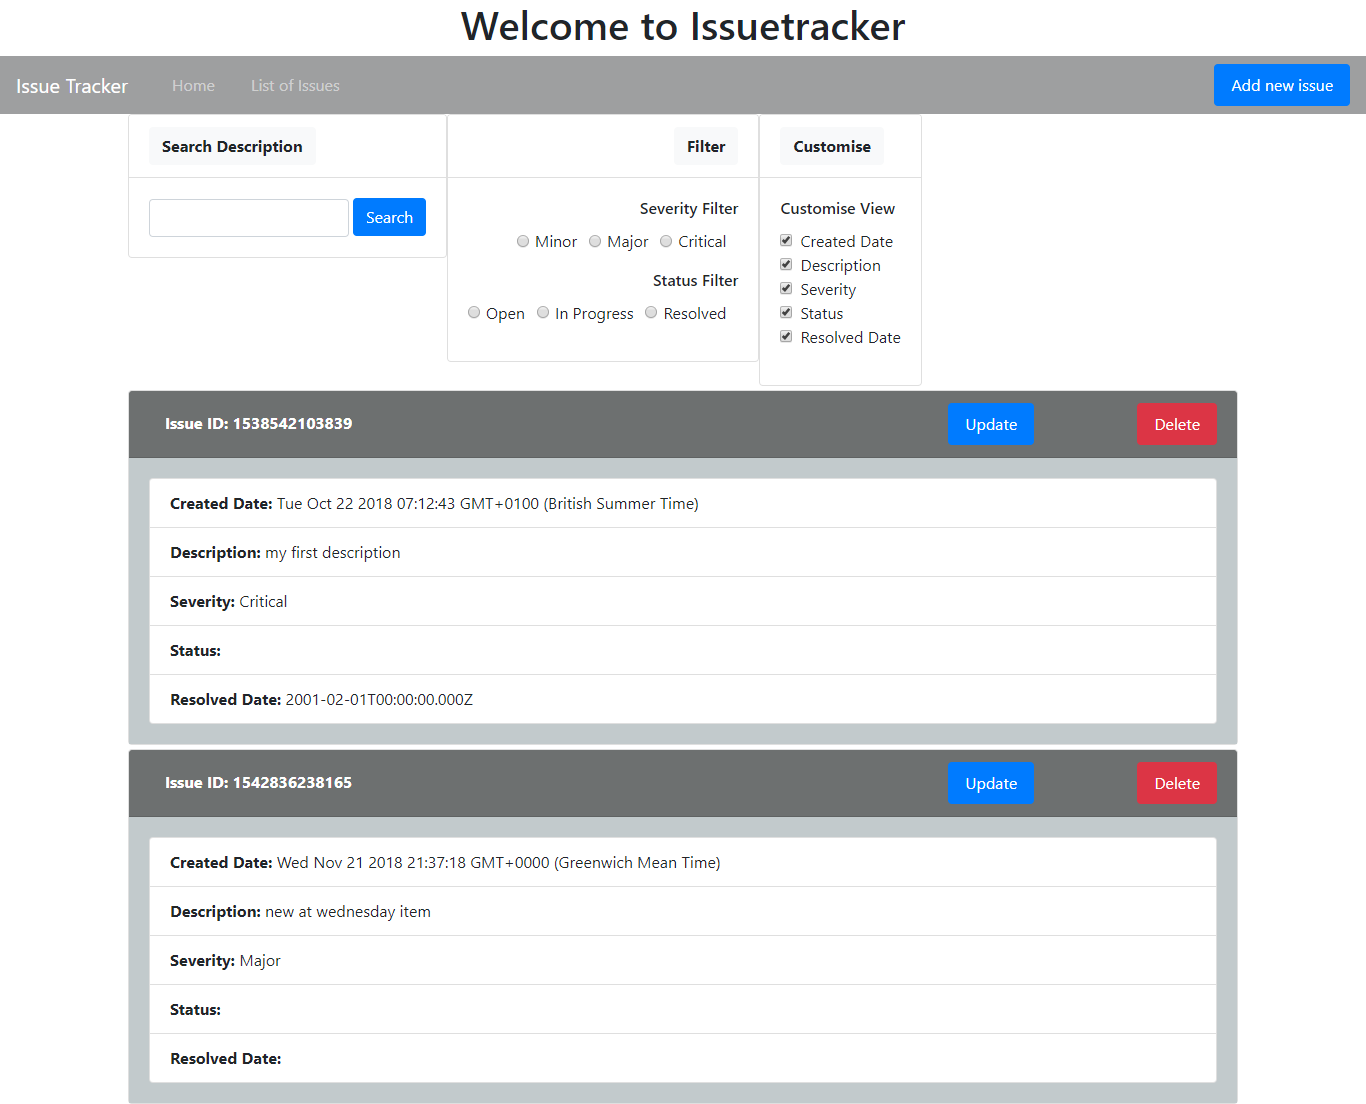 Welcome to Issuetracker
Issue Tracker Home List of Issues Add new issue
Search Description
Search
Filter
Severity Filter
Minor Major Critical
Status Filter
Open In Progress Resolved
Customise
Customise View
Created Date
Description
Severity
Status
Resolved Date
Issue ID: 1538542103839 Update Delete
Created Date: Tue Oct 22 2018 07:12:43 GMT+0100 (British Summer Time)
Description: my first description
Severity: Critical
Status:
Resolved Date: 2001-02-01T00:00:00.000Z
Issue ID: 1542836238165 Update Delete
Created Date: Wed Nov 21 2018 21:37:18 GMT+0000 (Greenwich Mean Time)
Description: new at wednesday item
Severity: Major
Status:
Resolved Date: